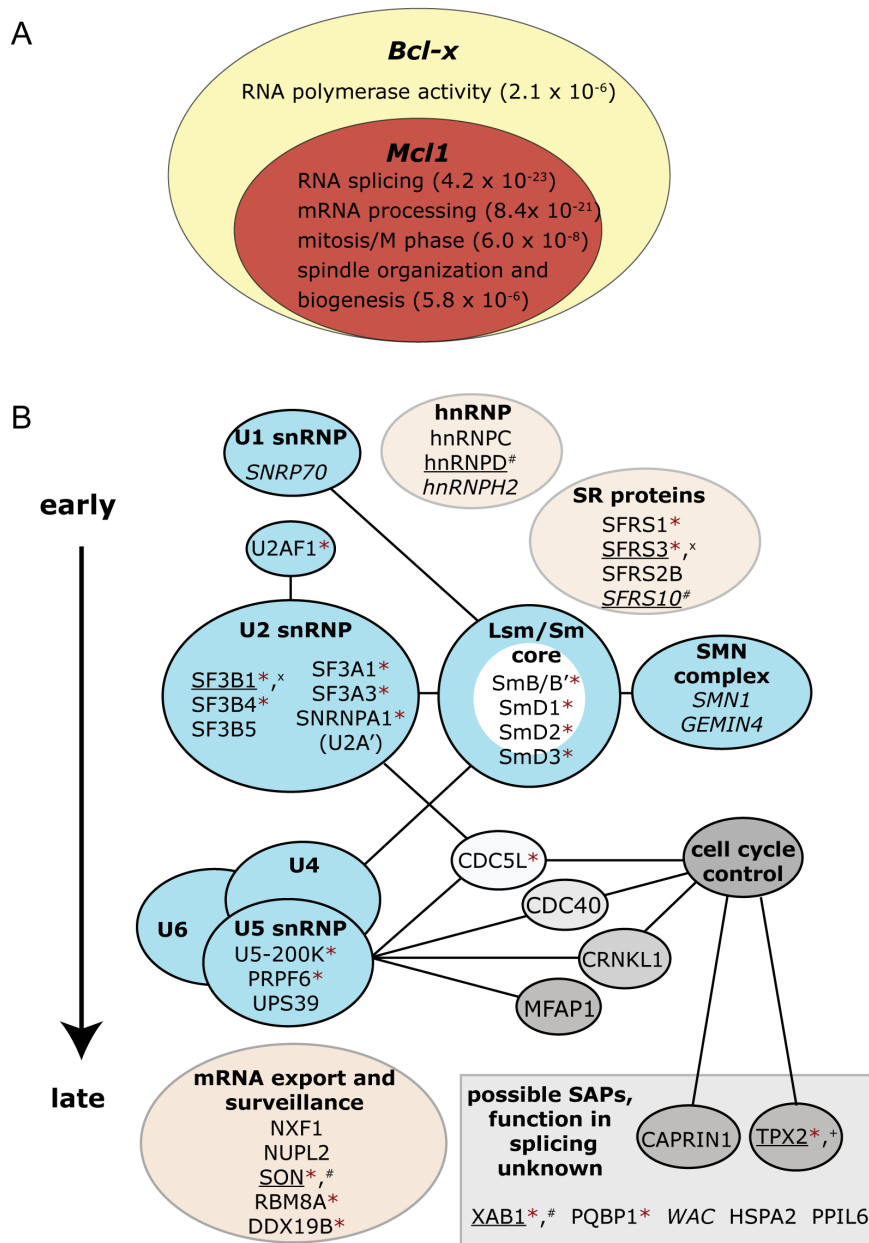 A
Bcl-x
RNA polymerase activity (2.1 x 10⁻⁶)
Mcl1
RNA splicing (4.2 x 10⁻²³)
mRNA processing (8.4x 10⁻²¹)
mitosis/M phase (6.0 x 10⁻⁸)
spindle organization and
biogenesis (5.8 x 10⁻⁶)
B
early
late
U1 snRNP
SNRP70
hnRNP
hnRNPC
hnRNPD#
hnRNPH2
SR proteins
SFRS1*
SFRS3*,x
SFRS2B
SFRS10#
U2AF1*
U2 snRNP
SF3B1*,x
SF3B4*
SF3B5
SF3A1*
SF3A3*
SNRNPA1*
(U2A’)
Lsm/Sm
core
SmB/B’*
SmD1*
SmD2*
SmD3*
SMN
complex
SMN1
GEMIN4
U4
U6
U5 snRNP
U5-200K*
PRPF6*
UPS39
CDC5L*
CDC40
CRNKL1
MFAP1
cell cycle
control
mRNA export and
surveillance
NXF1
NUPL2
SON*,#
RBM8A*
DDX19B*
possible SAPs,
function in
splicing
unknown
CAPRIN1
TPX2*,+
XAB1*,# PQBP1* WAC HSPA2 PPIL6